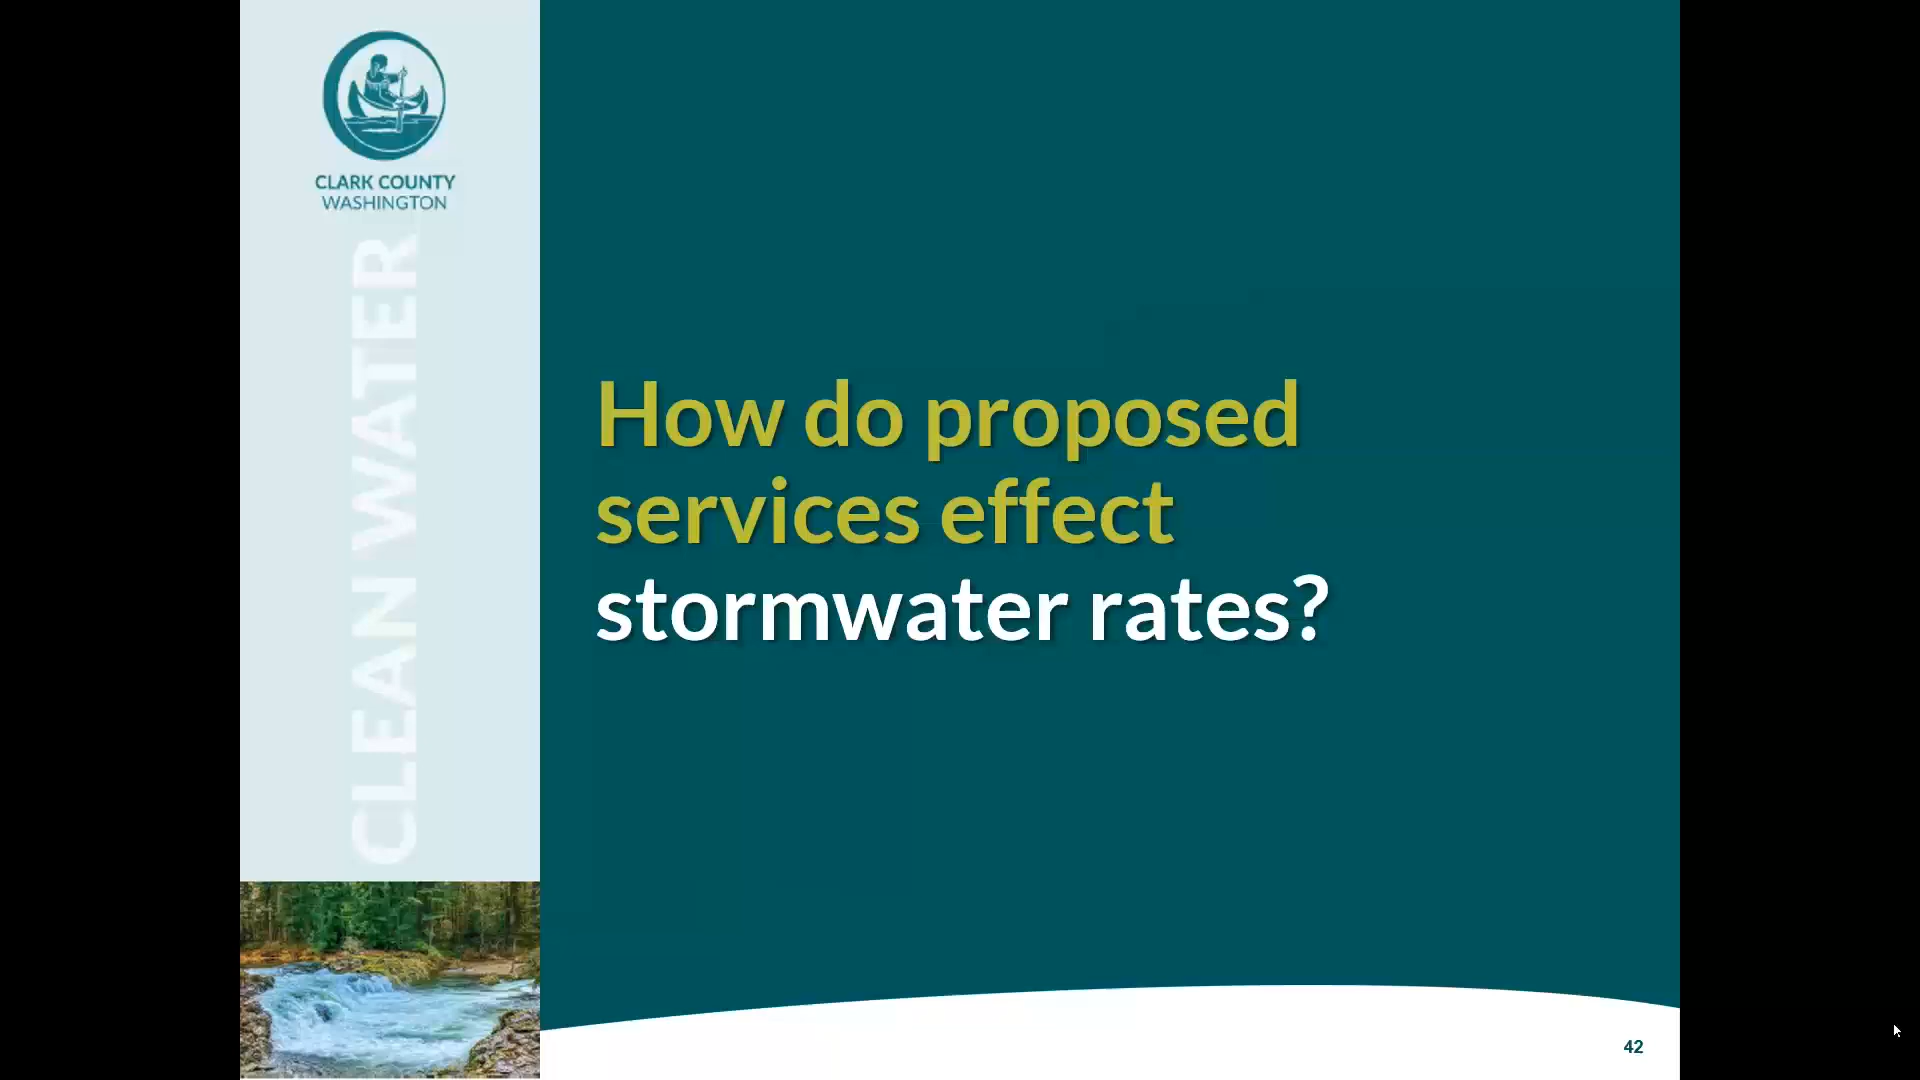 CLARK COUNTY
WASHINGTON
CLEAN WATER
How do proposed
services effect
stormwater rates?
42